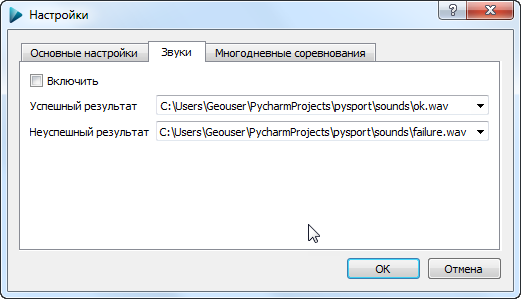 Настройки
Основные настройки Звуки Многодневные соревнования
Включить
Успешный результат C:\Users\Geouser\PycharmProjects\pysport\sounds\ok.wav
Неуспешный результат C:\Users\Geouser\PycharmProjects\pysport\sounds\failure.wav
OK Отмена